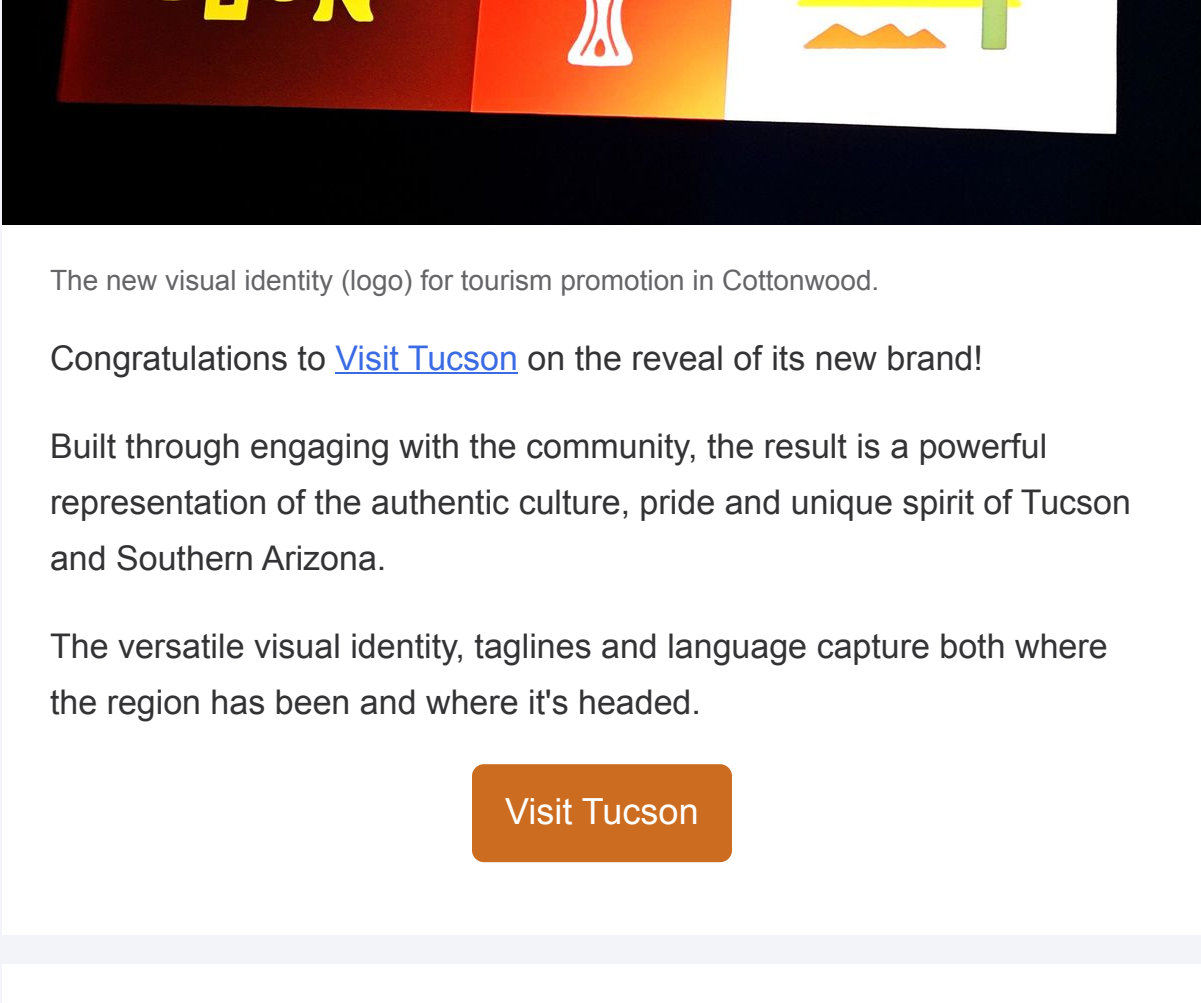 The new visual identity (logo) for tourism promotion in Cottonwood.
Congratulations to Visit Tucson on the reveal of its new brand!
Built through engaging with the community, the result is a powerful
representation of the authentic culture, pride and unique spirit of Tucson
and Southern Arizona.
The versatile visual identity, taglines and language capture both where
the region has been and where it's headed.
Visit Tucson